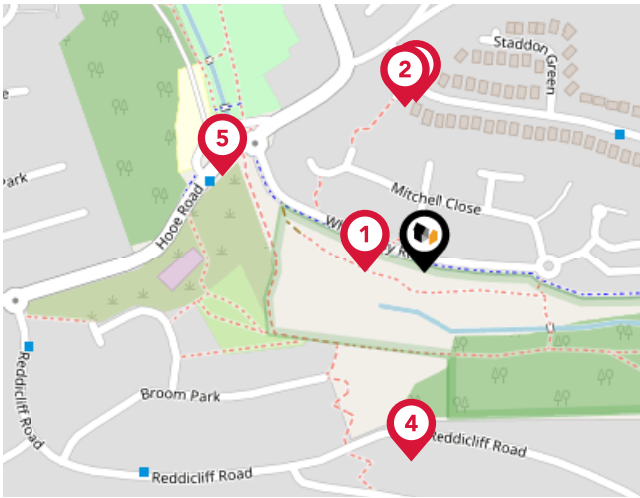 Staddon
Green
2
5
Park
Hooe Road
Mitchell Close
1
Reddicliff Road
Broom Park
4
Reddicliff Road
Reddicliff Road